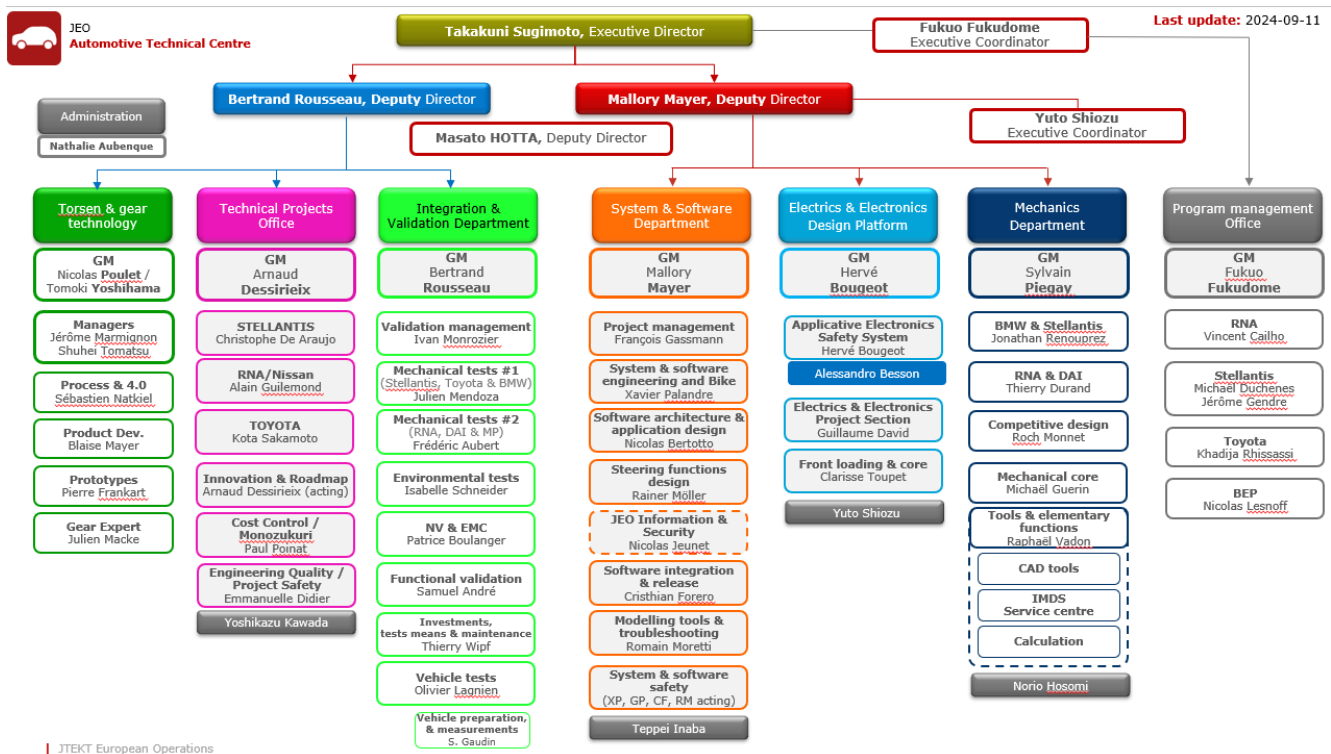 JEO
Automotive Technical Centre
Takakuni Sugimoto, Executive Director
Fukuo Fukudome
Executive Coordinator
Last update: 2024-09-11
Bertrand Rousseau, Deputy Director
Mallory Mayer, Deputy Director
Administration
Nathalie Aubenque
Masato HOTTA, Deputy Director
Yuto Shiozu
Executive Coordinator
Torsen & gear
technology
GM
Nicolas Poulet /
Tomoki Yoshihama
Managers
Jérôme Marmignon
Shuhei Tomatsu
Process & 4.0
Sébastien Natkiel
Product Dev.
Blaise Mayer
Prototypes
Pierre Frankart
Gear Expert
Julien Macke
Technical Projects
Office
GM
Arnaud
Dessirieix
STELLANTIS
Christophe De Araujo
RNA/Nissan
Alain Guilemond
TOYOTA
Kota Sakamoto
Innovation & Roadmap
Arnaud Dessirieix (acting)
Cost Control /
Monozukuri
Paul Poinat
Engineering Quality /
Project Safety
Emmanuelle Didier
Yoshikazu Kawada
Integration &
Validation Department
GM
Bertrand
Rousseau
Validation management
Ivan Monrozier
Mechanical tests #1
(Stellantis, Toyota & BMW)
Julien Mendoza
Mechanical tests #2
(RNA, DAI & MP)
Frédéric Aubert
Environmental tests
Isabelle Schneider
NV & EMC
Patrice Boulanger
Functional validation
Samuel André
Investments,
tests means & maintenance
Thierry Wipf
Vehicle tests
Olivier Lagnien
Vehicle preparation,
& measurements
S. Gaudin
System & Software
Department
GM
Mallory
Mayer
Project management
François Gassmann
System & software
engineering and Bike
Xavier Palandre
Software architecture &
application design
Nicolas Bertotto
Steering functions
design
Rainer Möller
JEO Information &
Security
Nicolas Jeunet
Software integration
& release
Cristhian Forero
Modelling tools &
troubleshooting
Romain Moretti
System & software
safety
(XP, GP, CF, RM acting)
Teppei Inaba
Electrics & Electronics
Design Platform
GM
Hervé
Bougeot
Applicative Electronics
Safety System
Hervé Bougeot
Alessandro Besson
Electrics & Electronics
Project Section
Guillaume David
Front loading & core
Clarisse Toupet
Yuto Shiozu
Mechanics
Department
GM
Sylvain
Piegay
BMW & Stellantis
Jonathan Renouprez
RNA & DAI
Thierry Durand
Competitive design
Roch Monnet
Mechanical core
Michaël Guerin
Tools & elementary
functions
Raphaël Vadon
CAD tools
IMDS
Service centre
Calculation
Norio Hosomi
Program management
Office
GM
Fukuo
Fukudome
RNA
Vincent Cailho
Stellantis
Michaël Duchenes
Jérôme Gendre
Toyota
Khadija Rhissassi
BEP
Nicolas Lesnoff
JTEKT European Operations